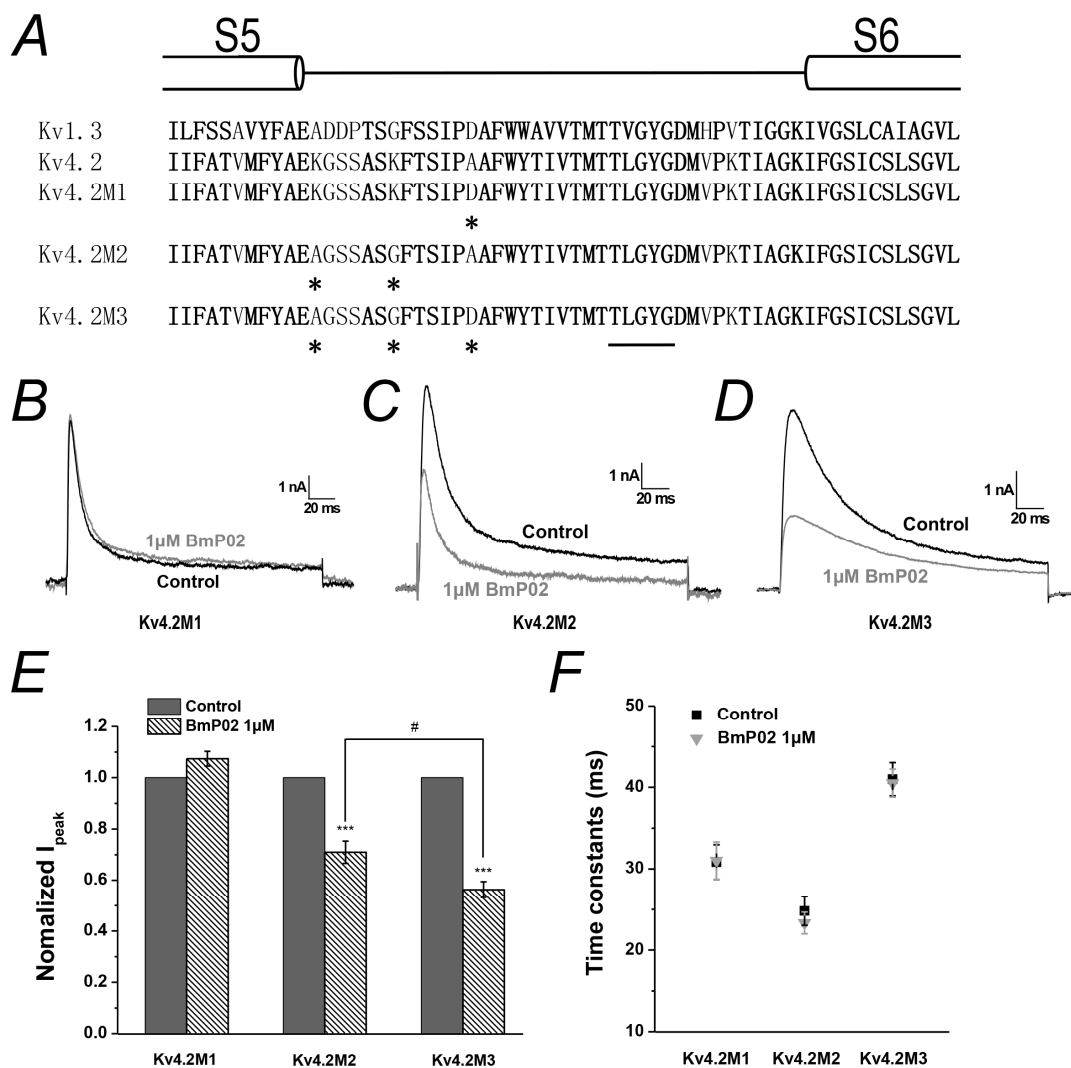 A
S5
S6
Kv1.3 ILFSSAVYFAEADDPTSGFSSIPDAFWWAVVTMTTVGYGDMHPVTIGGKIVGSLCAIAGVL
Kv4.2 IIFATVMFYAEKGSSASKFTSIPAAFWYTIVTMTTLGYGDMVPKTIAGKIFGSICSLSGVL
Kv4.2M1 IIFATVMFYAEKGSSASKFTSIPDAFWYTIVTMTTLGYGDMVPKTIAGKIFGSICSLSGVL
*
Kv4.2M2 IIFATVMFYAEAGSSASGFTSIPAAFWYTIVTMTTLGYGDMVPKTIAGKIFGSICSLSGVL
* *
Kv4.2M3 IIFATVMFYAEAGSSASGFTSIPDAFWYTIVTMTTLGYGDMVPKTIAGKIFGSICSLSGVL
* * *
B
1 nA
20 ms
1µM BmP02
Control
Kv4.2M1
C
1 nA
20 ms
Control
1µM BmP02
Kv4.2M2
D
1 nA
20 ms
Control
1µM BmP02
Kv4.2M3
E
Control
BmP02 1µM
#
***
***
Nomalized Ipeak
1.2
1.0
0.8
0.6
0.4
0.2
0.0
Kv4.2M1 Kv4.2M2 Kv4.2M3
F
Control
BmP02 1µM
Time constants (ms)
50
40
30
20
10
Kv4.2M1 Kv4.2M2 Kv4.2M3